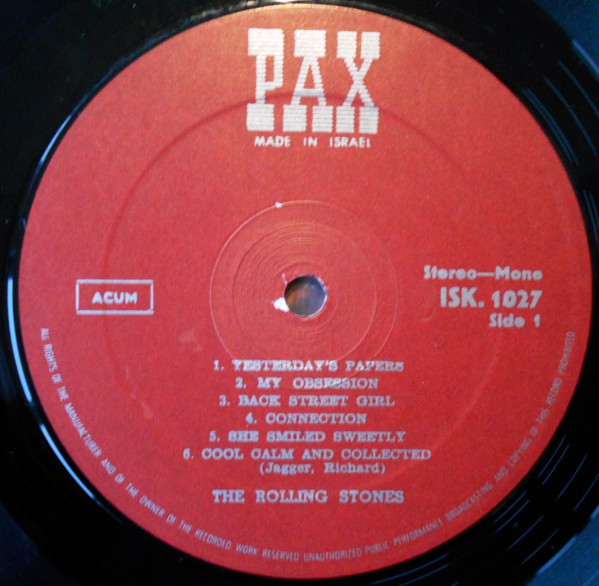 PAX
MADE IN ISRAEL
ACUM
Stereo—Mono
ISK. 1027
Side 1
1. YESTERDAY'S PAPERS
2. MY OBSESSION
3. BACK STREET GIRL
4. CONNECTION
5. SHE SMILED SWEETLY
6. COOL CALM AND COLLECTED
(Jagger, Richard)
THE ROLLING STONES
ALL RIGHTS OF THE MANUFACTURER AND OF THE OWNER OF THE RECORDED WORK RESERVED UNAUTHORIZED PUBLIC PERFORMANCE BROADCASTING AND COPYING OF THIS RECORD PROHIBITED